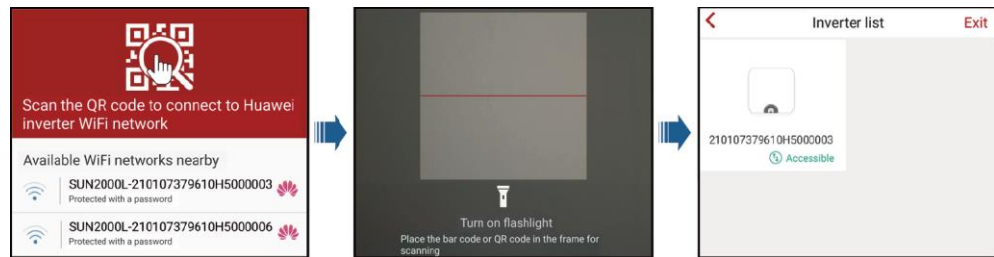 Scan the QR code to connect to Huawei
inverter WiFi network
Available WiFi networks nearby
SUN2000L-210107379610H5000003
Protected with a password
SUN2000L-210107379610H5000006
Protected with a password
Turn on flashlight
Place the bar code or QR code in the frame for
scanning
Inverter list
Exit
210107379610H5000003
Accessible